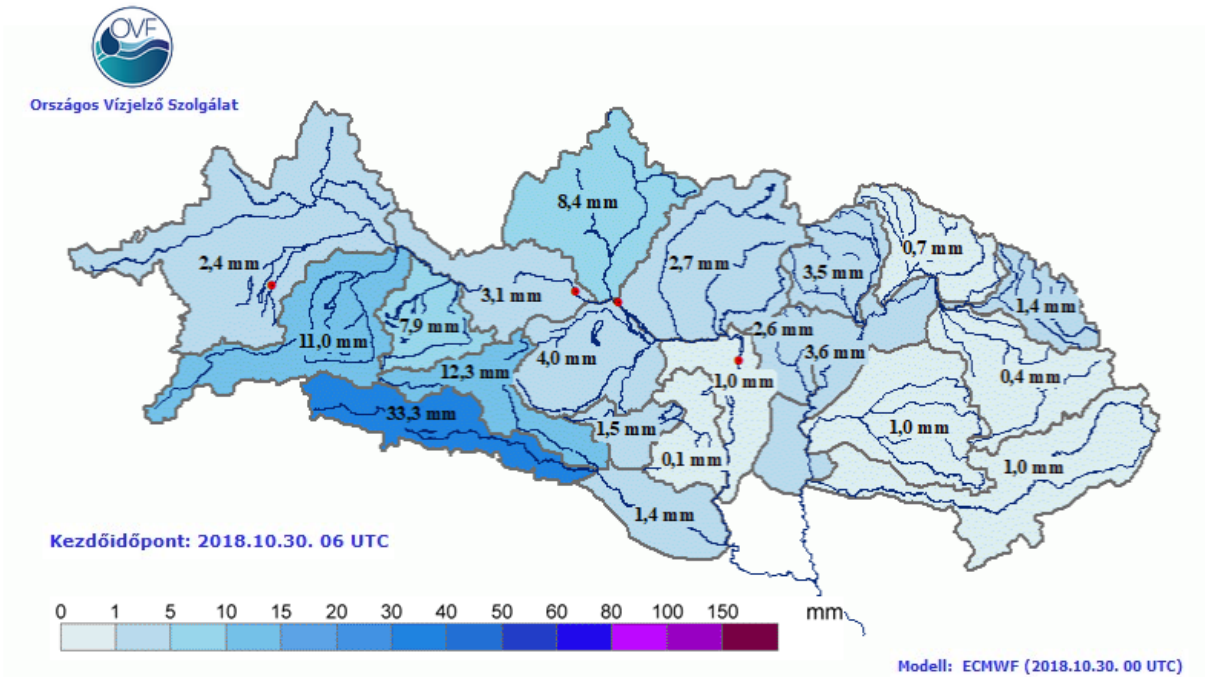 OVF
Országos Vízjelző Szolgálat
8,4 mm
0,7 mm
2,4 mm
2,7 mm
3,5 mm
3,1 mm
1,4 mm
7,9 mm
2,6 mm
11,0 mm
4,0 mm
3,6 mm
12,3 mm
1,0 mm
0,4 mm
33,3 mm
1,5 mm
1,0 mm
0,1 mm
1,0 mm
1,4 mm
Kezdőidőpont: 2018.10.30. 06 UTC
0 1 5 10 15 20 30 40 50 60 80 100 150 mm
Modell: ECMWF (2018.10.30. 00 UTC)